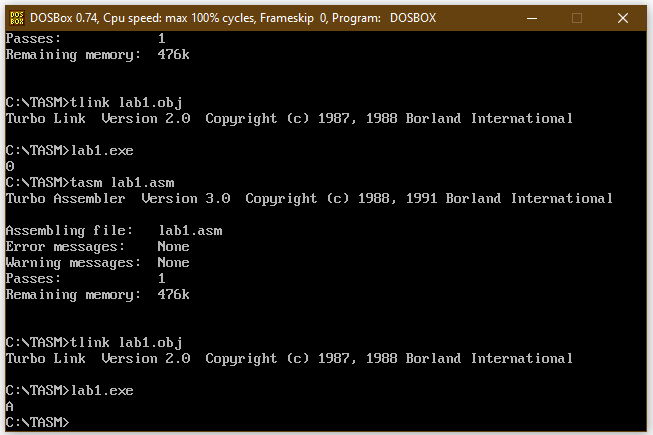 DOS BOX DOSBox 0.74, Cpu speed: max 100% cycles, Frameskip 0, Program: DOSBOX
Passes: 1
Remaining memory: 476k
C:\TASM>tlink lab1.obj
Turbo Link Version 2.0 Copyright (c) 1987, 1988 Borland International
C:\TASM>lab1.exe
0
C:\TASM>tasm lab1.asm
Turbo Assembler Version 3.0 Copyright (c) 1988, 1991 Borland International
Assembling file: lab1.asm
Error messages: None
Warning messages: None
Passes: 1
Remaining memory: 476k
C:\TASM>tlink lab1.obj
Turbo Link Version 2.0 Copyright (c) 1987, 1988 Borland International
C:\TASM>lab1.exe
A
C:\TASM>